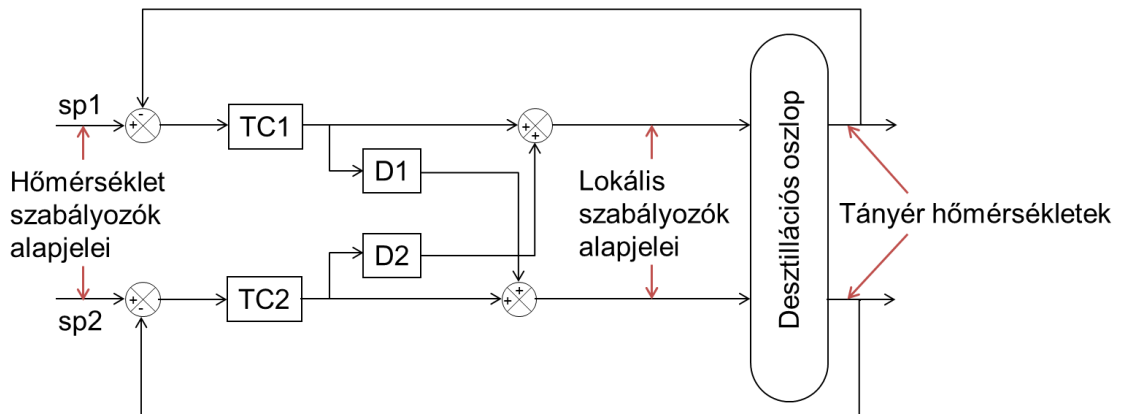 sp1
TC1
D1
Hőmérséklet
szabályozók
alapjelei
Lokális
szabályozók
alapjelei
Tányér hőmérsékletek
Desztillációs oszlop
D2
TC2
sp2
- 
+
+
+
+
-
+
+